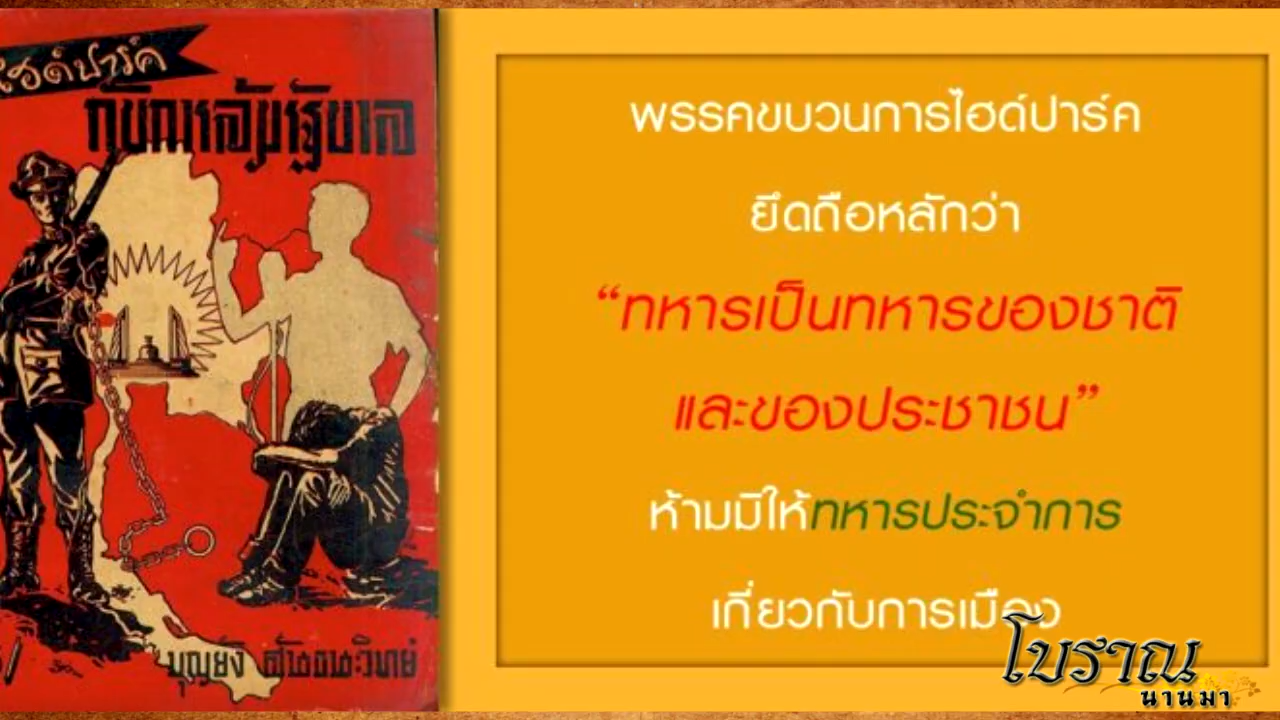 ไฮด์ปาร์ค
พรรคขบวนการไฮด์ปาร์ค
ยึดถือหลักว่า
“ทหารเป็นทหารของชาติ
และของประชาชน”
ห้ามมิให้ทหารประจำการ
เกี่ยวกับการเมือง
บุญยัง
โบราณ
นานมา